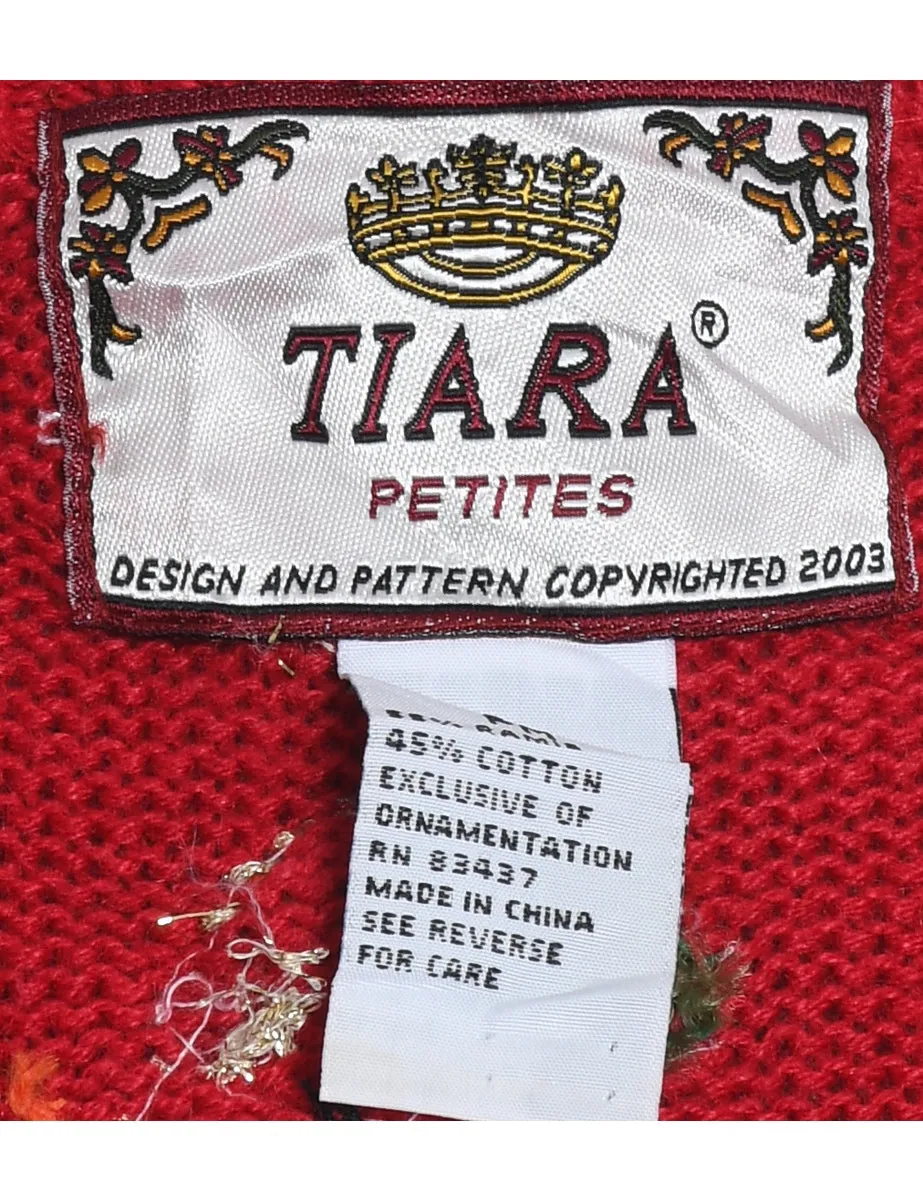 TIARA®
PETITES
DESIGN AND PATTERN COPYRIGHTED 2003
45% COTTON
EXCLUSIVE OF
ORNAMENTATION
RN 83437
MADE IN CHINA
SEE REVERSE
FOR CARE